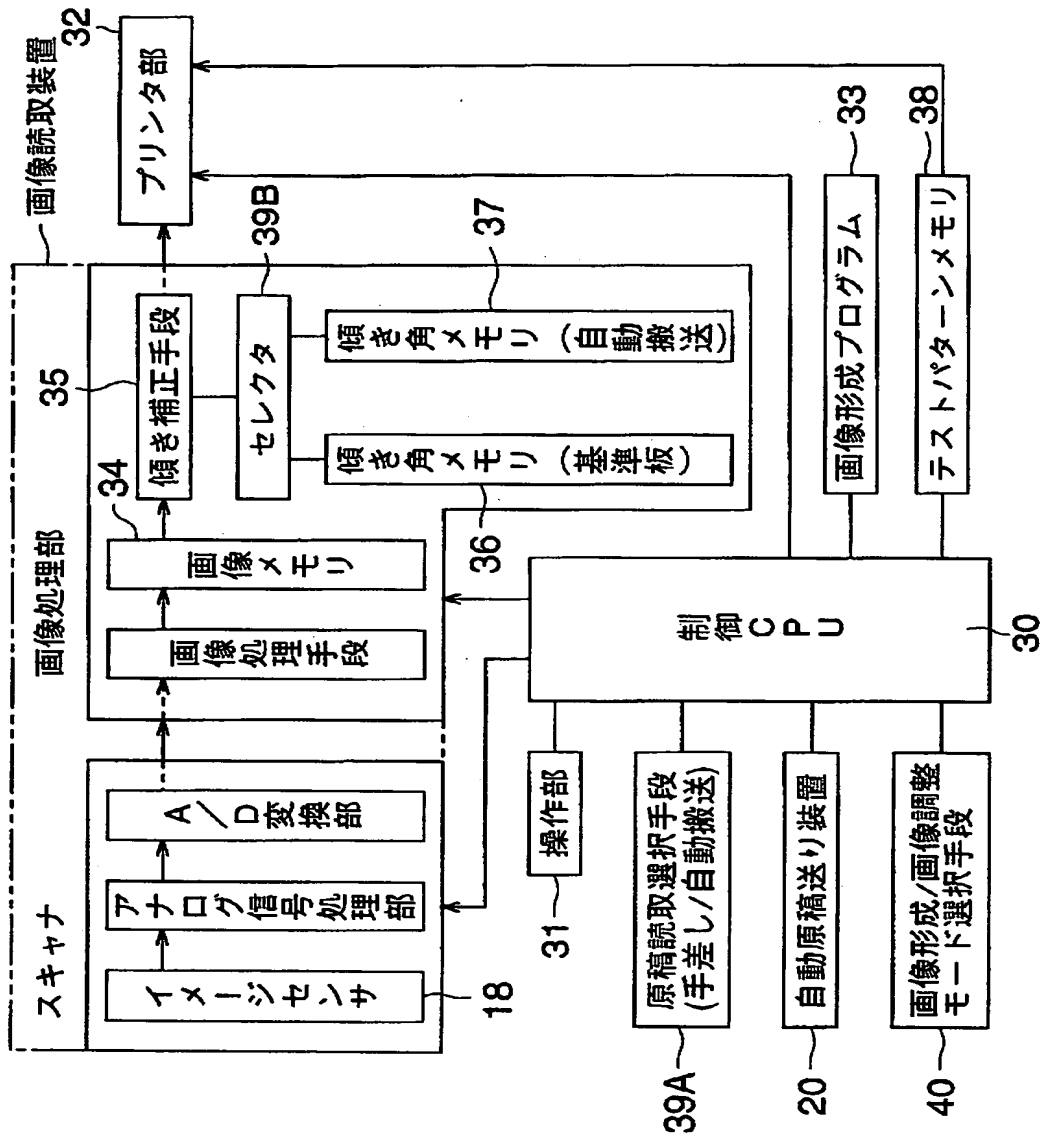 画像読取装置
スキャナ
画像処理部
イメージセンサ
18
アナログ信号処理部
A/D変換部
画像処理手段
画像メモリ
34
傾き補正手段
35
セレクタ
39B
傾き角メモリ(基準板)
36
傾き角メモリ(自動搬送)
37
プリンタ部
32
制御
CPU
30
操作部
31
原稿読取選択手段
(手差し/自動搬送)
39A
自動原稿送り装置
20
画像形成/画像調整
モード選択手段
40
画像形成プログラム
33
テストパターンメモリ
38